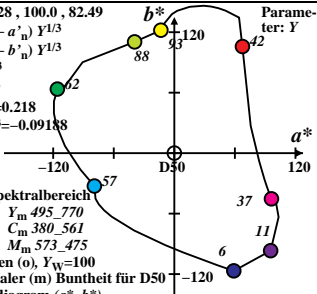 28 , 100.0 , 82.49
b*
Parame-
ter: Y
– a’n) Y1/3
– b’n) Y1/3
120
93
88
42
62
=0.218
=−0.09188
a*
−120
D50
120
57
37
11
6
−120
pektralbereich
Ym 495_770
Cm 380_561
Mm 573_475
en (o), YW=100
aler (m) Buntheit für D50